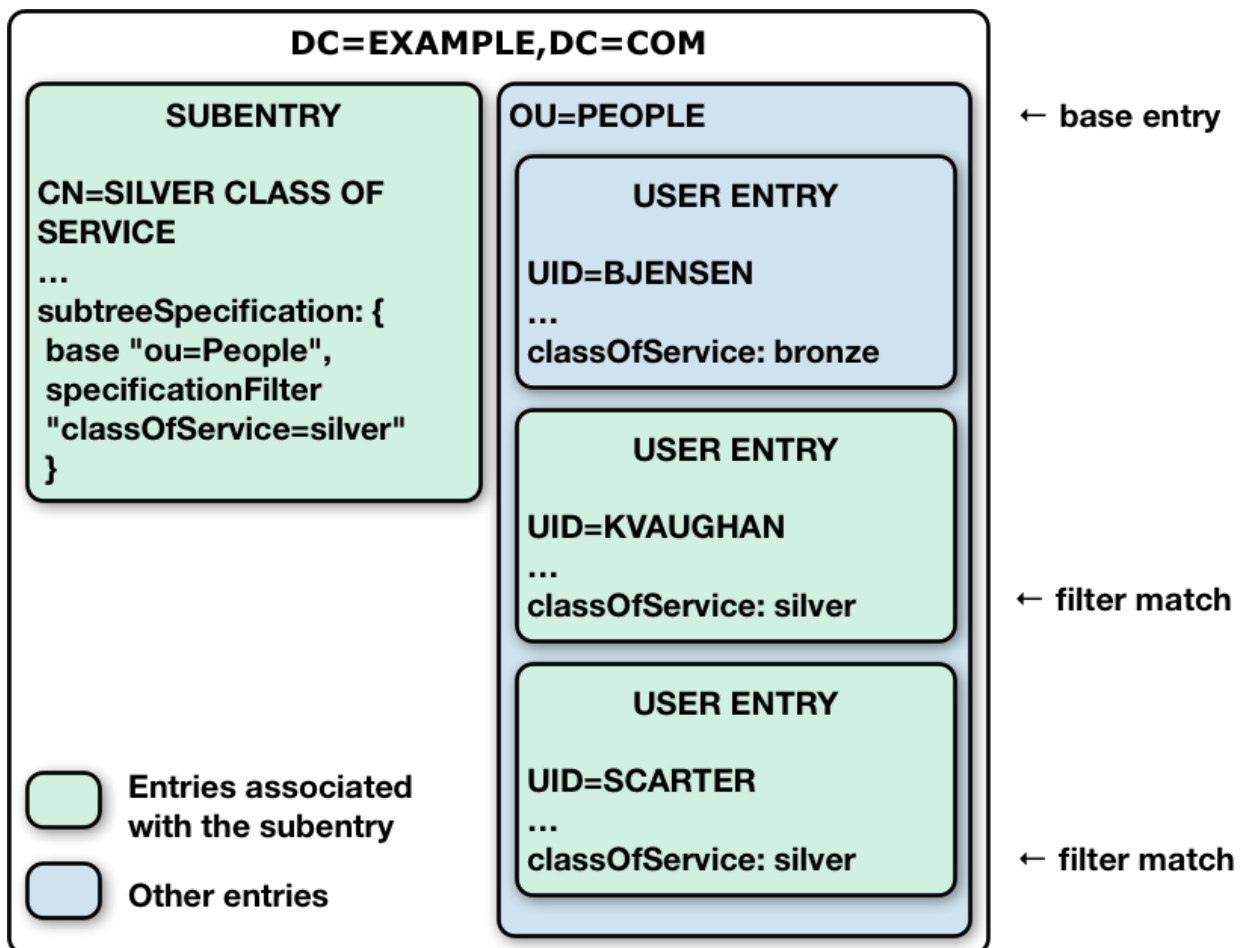 DC=EXAMPLE,DC=COM
SUBENTRY
CN=SILVER CLASS OF
SERVICE
...
subtreeSpecification: {
base "ou=People",
specificationFilter
"classOfService=silver"
}
OU=PEOPLE
← base entry
USER ENTRY
UID=BJENSEN
...
classOfService: bronze
USER ENTRY
UID=KVAUGHAN
...
classOfService: silver
← filter match
USER ENTRY
UID=SCARTER
...
classOfService: silver
← filter match
Entries associated
with the subentry
Other entries